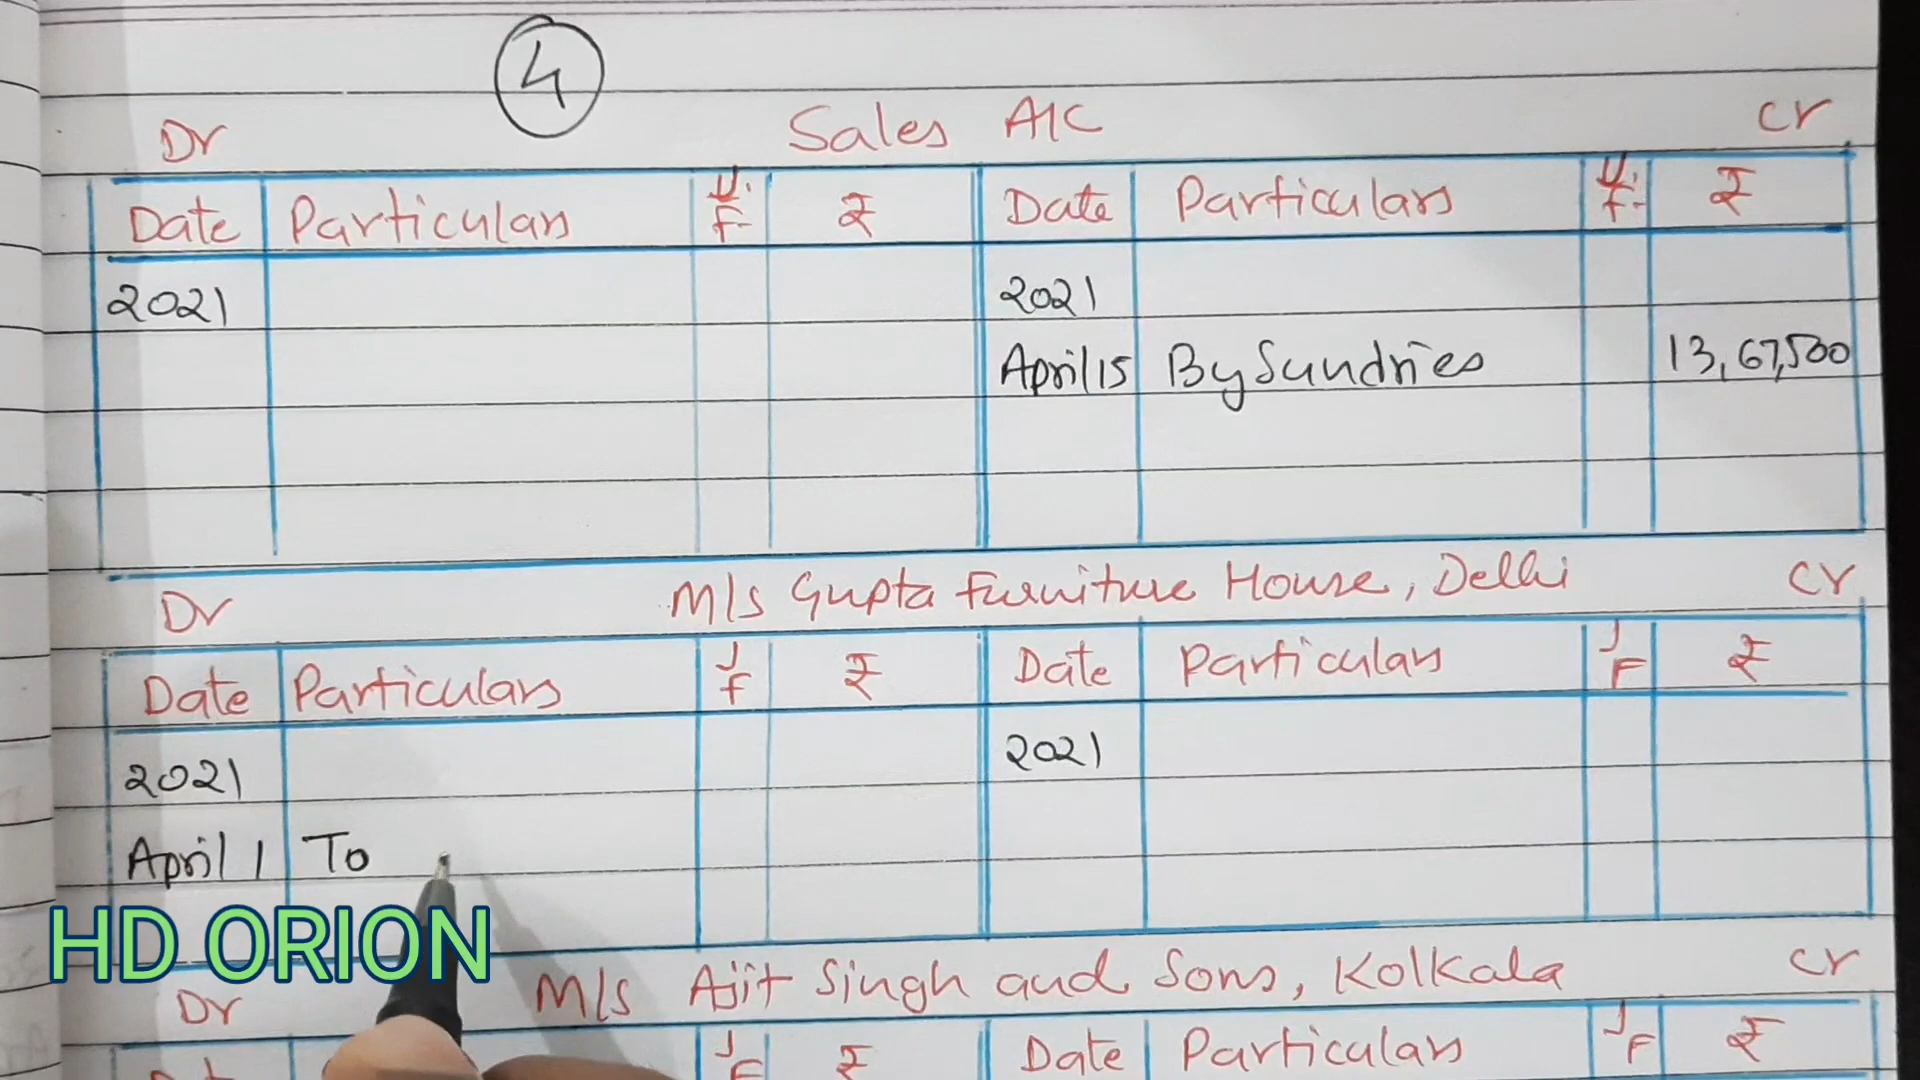 4
Dr Sales A/C Cr
Date Particulars J.F. ₹ Date Particulars J.F. ₹
2021 2021
April 15 By Sundries 13,67,500
Dr M/s Gupta Furniture House, Delhi Cr
Date Particulars J F ₹ Date Particulars J F ₹
2021 2021
April 1 To
HD ORION
Dr M/s Ajit Singh and Sons, Kolkala Cr
J F ₹ Date Particulars J F ₹